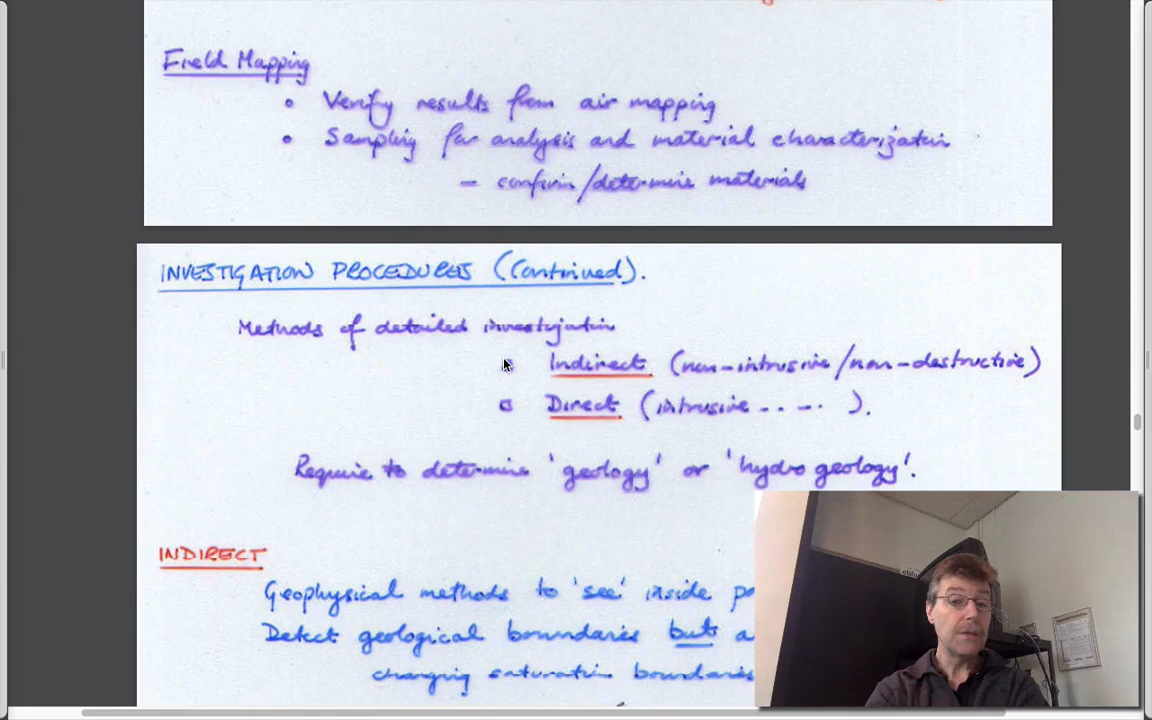 Field Mapping
• Verify results from air mapping
• Sampling for analysis and material characterization
– confirm/determine materials
INVESTIGATION PROCEDURES (Continued).
Methods of detailed investigation
• Indirect (non-intrusive/non-destructive)
• Direct (intrusive - - - - ).
Require to determine 'geology' or 'hydrogeology'.
INDIRECT
Geophysical methods to 'see' inside
Detect geological boundaries but
changing saturation boundaries